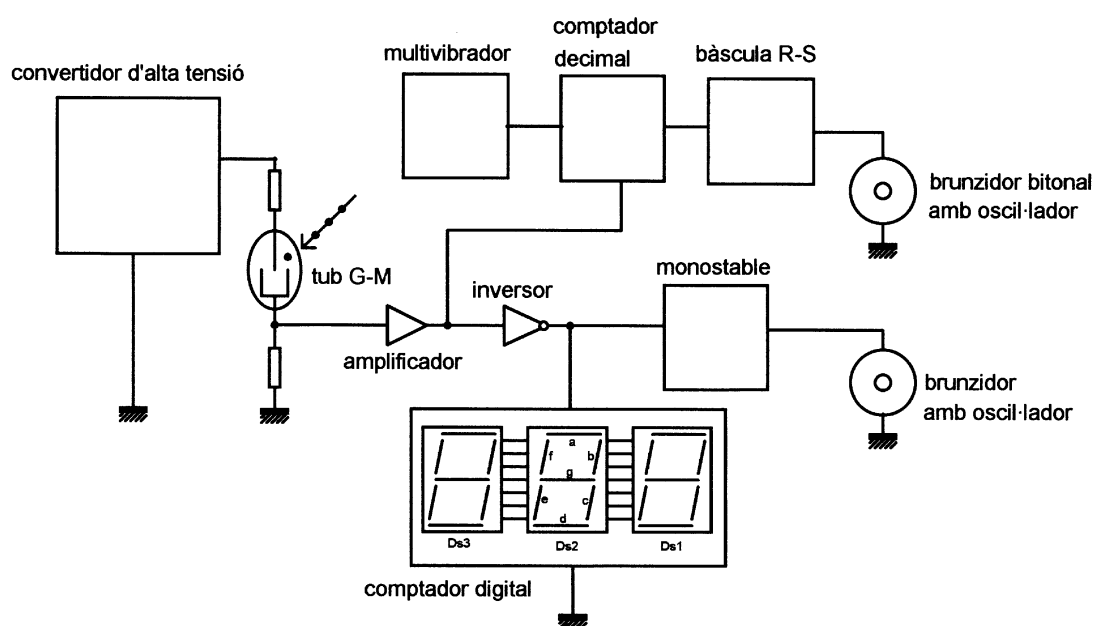 convertidor d'alta tensió
multivibrador
comptador
decimal
bàscula R-S
brunzidor bitonal
amb oscil·lador
tub G-M
inversor
monostable
amplificador
brunzidor
amb oscil·lador
a
f
b
g
e
c
d
Ds3
Ds2
Ds1
comptador digital